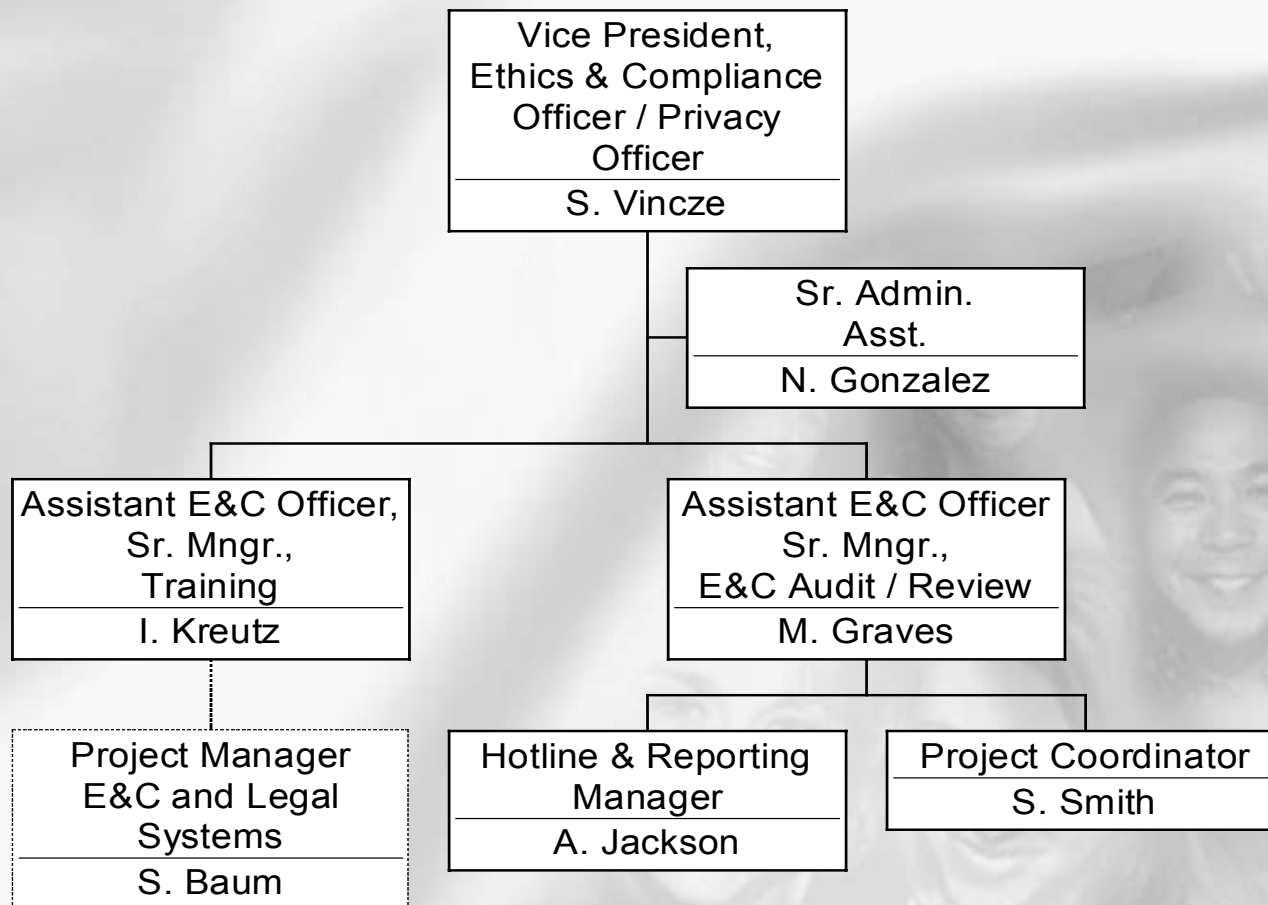 Vice President,
Ethics & Compliance
Officer / Privacy
Officer
S. Vincze
Sr. Admin.
Asst.
N. Gonzalez
Assistant E&C Officer,
Sr. Mngr.,
Training
I. Kreutz
Assistant E&C Officer
Sr. Mngr.,
E&C Audit / Review
M. Graves
Project Manager
E&C and Legal
Systems
S. Baum
Hotline & Reporting
Manager
A. Jackson
Project Coordinator
S. Smith